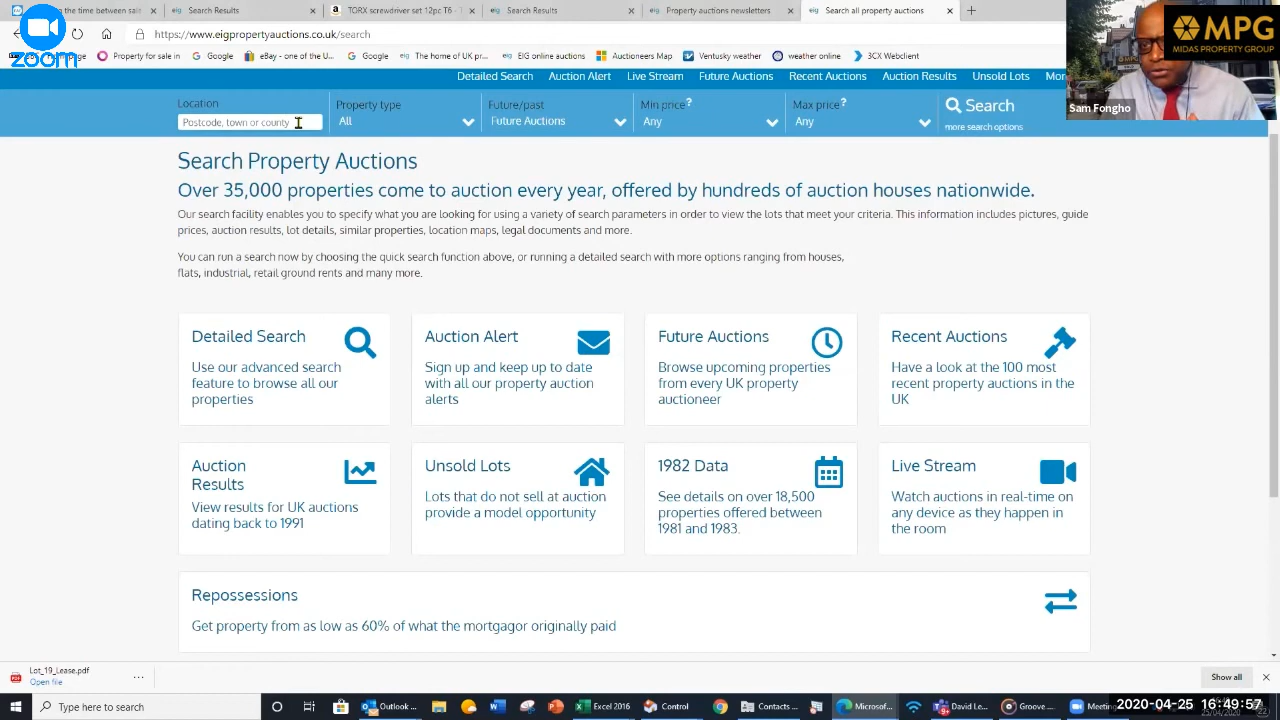 the time between sale
Search Results
TORX screwdriver set 12pc T6 -
Search Results
Property auctions newsletters
Search all property auctions
zoom
https://www.eigpropertyauctions.co.uk/search
Property for sale in
Google
eBay - one of the U...
Google
The home of Upr...
EIG online auctions
Auctioneers Map
Ventusky weather
weather online
3CX Webclient
MPG
MIDAS PROPERTY GROUP
Sam Fongho
Detailed Search
Auction Alert
Live Stream
Future Auctions
Recent Auctions
Auction Results
Unsold Lots
Mor
Location
Property type
Future/past
Min price?
Max price?
Search
Postcode, town or county
All
Future Auctions
Any
Any
more search options
Search Property Auctions
Over 35,000 properties come to auction every year, offered by hundreds of auction houses nationwide.
Our search facility enables you to specify what you are looking for using a variety of search parameters in order to view the lots that meet your criteria. This information includes pictures, guide
prices, auction results, lot details, similar properties, location maps, legal documents and more.
You can run a search now by choosing the quick search function above, or running a detailed search with more options ranging from houses,
flats, industrial, retail ground rents and many more.
Detailed Search
Use our advanced search
feature to browse all our
properties
Auction Alert
Sign up and keep up to date
with all our property auction
alerts
Future Auctions
Browse upcoming properties
from every UK property
auctioneer
Recent Auctions
Have a look at the 100 most
recent property auctions in the
UK
Auction
Results
View results for UK auctions
dating back to 1991
Unsold Lots
Lots that do not sell at auction
provide a model opportunity
1982 Data
See details on over 18,500
properties offered between
1981 and 1983.
Live Stream
Watch auctions in real-time on
any device as they happen in
the room
Repossessions
Get property from as low as 60% of what the mortgagor originally paid
Lot_19_Lease.pdf
Open file
Show all
Type here to search
Outlook ...
Excel 2016
Control
Contacts ...
Microsof...
David Le...
Groove ...
Meeting
2020-04-25 16:49:57